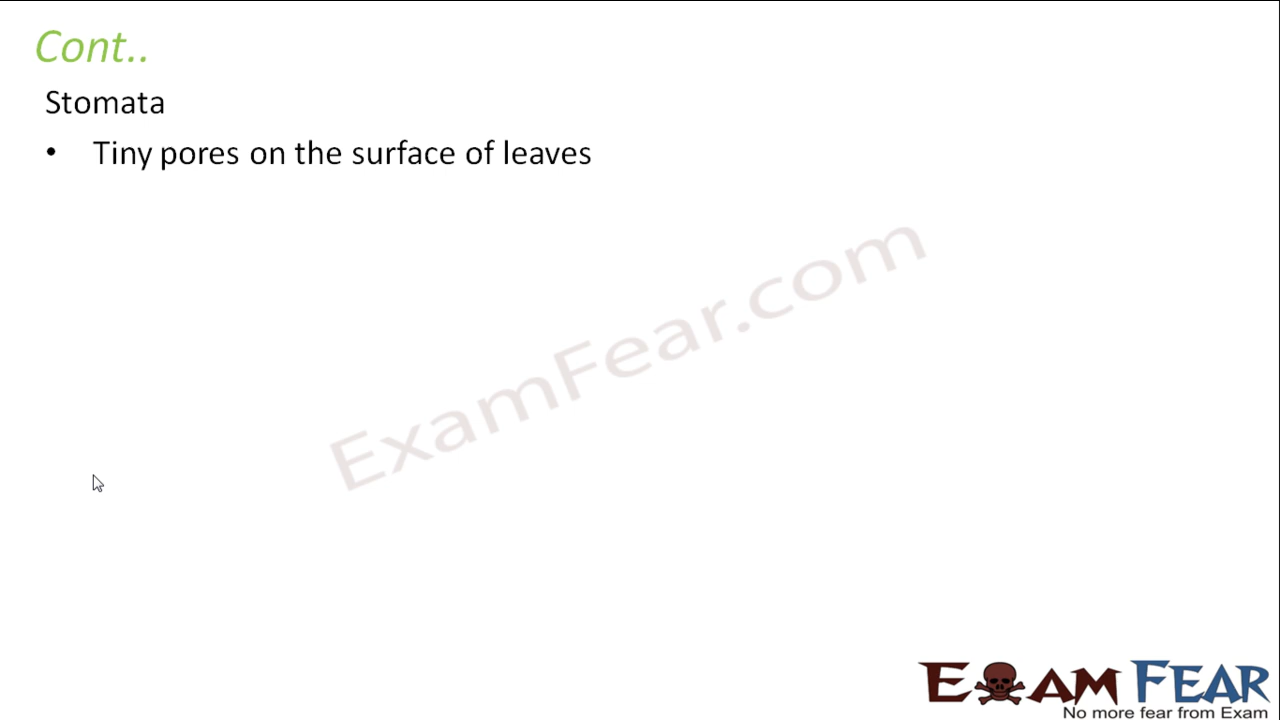 Cont..
Stomata
• Tiny pores on the surface of leaves
ExamFear.com
EXAM FEAR
No more fear from Exam